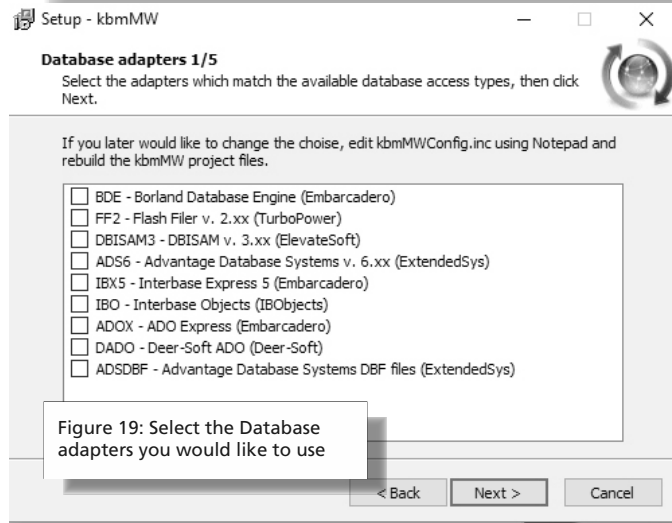 Setup - kbmMW
Database adapters 1/5
Select the adapters which match the available database access types, then click
Next.
If you later would like to change the choise, edit kbmMWConfig.inc using Notepad and
rebuild the kbmMW project files.
BDE - Borland Database Engine (Embarcadero)
FF2 - Flash Filer v. 2.xx (TurboPower)
DBISAM3 - DBISAM v. 3.xx (ElevateSoft)
ADS6 - Advantage Database Systems v. 6.xx (ExtendedSys)
IBX5 - Interbase Express 5 (Embarcadero)
IBO - Interbase Objects (IBObjects)
ADOX - ADO Express (Embarcadero)
DADO - Deer-Soft ADO (Deer-Soft)
ADSDBF - Advantage Database Systems DBF files (ExtendedSys)
Figure 19: Select the Database
adapters you would like to use
< Back Next > Cancel